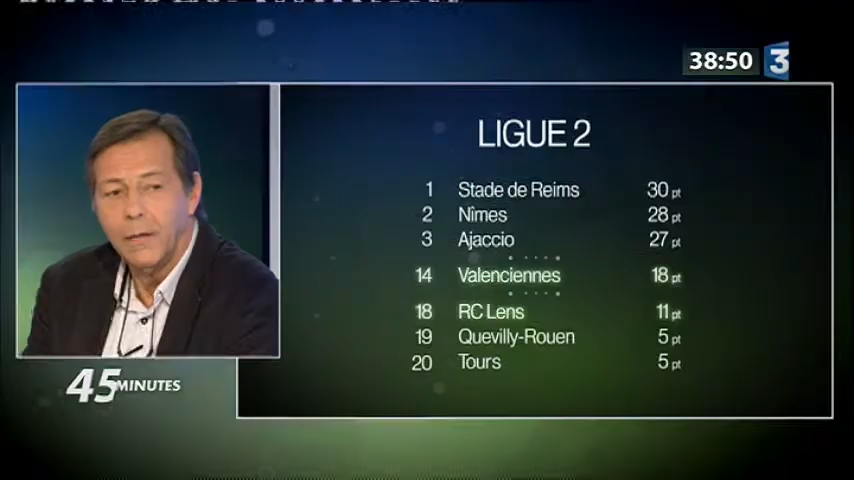 38:50 3
LIGUE 2
1 Stade de Reims 30 pt
2 Nîmes 28 pt
3 Ajaccio 27 pt
14 Valenciennes 18 pt
18 RC Lens 11 pt
19 Quevilly-Rouen 5 pt
20 Tours 5 pt
45 MINUTES